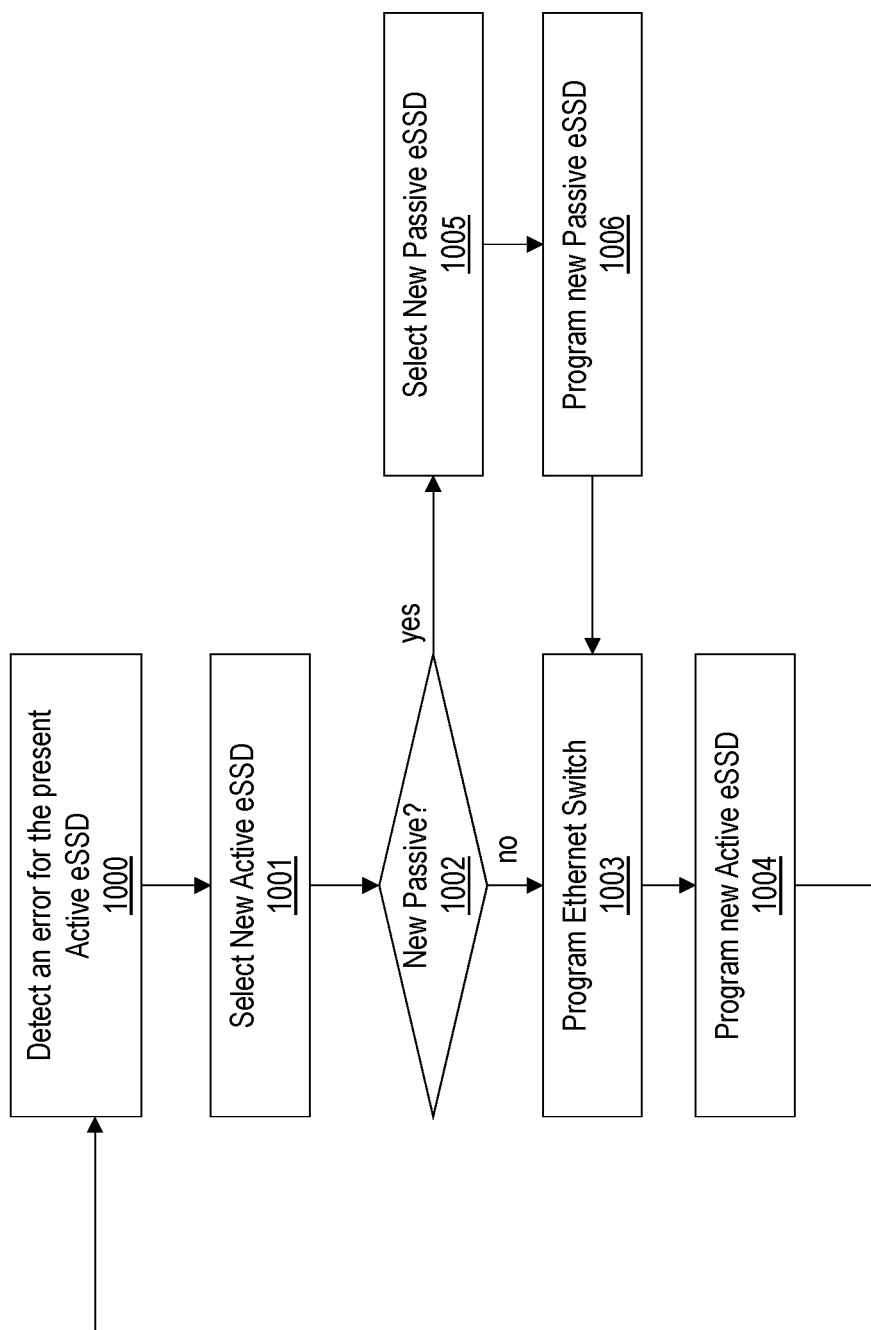 Detect an error for the present
Active eSSD
1000
Select New Active eSSD
1001
New Passive?
1002
yes
no
Select New Passive eSSD
1005
Program new Passive eSSD
1006
Program Ethernet Switch
1003
Program new Active eSSD
1004